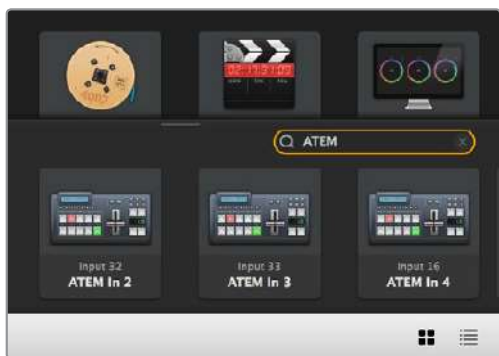 ATEM
Input 32
ATEM In 2
Input 33
ATEM In 3
Input 16
ATEM In 4